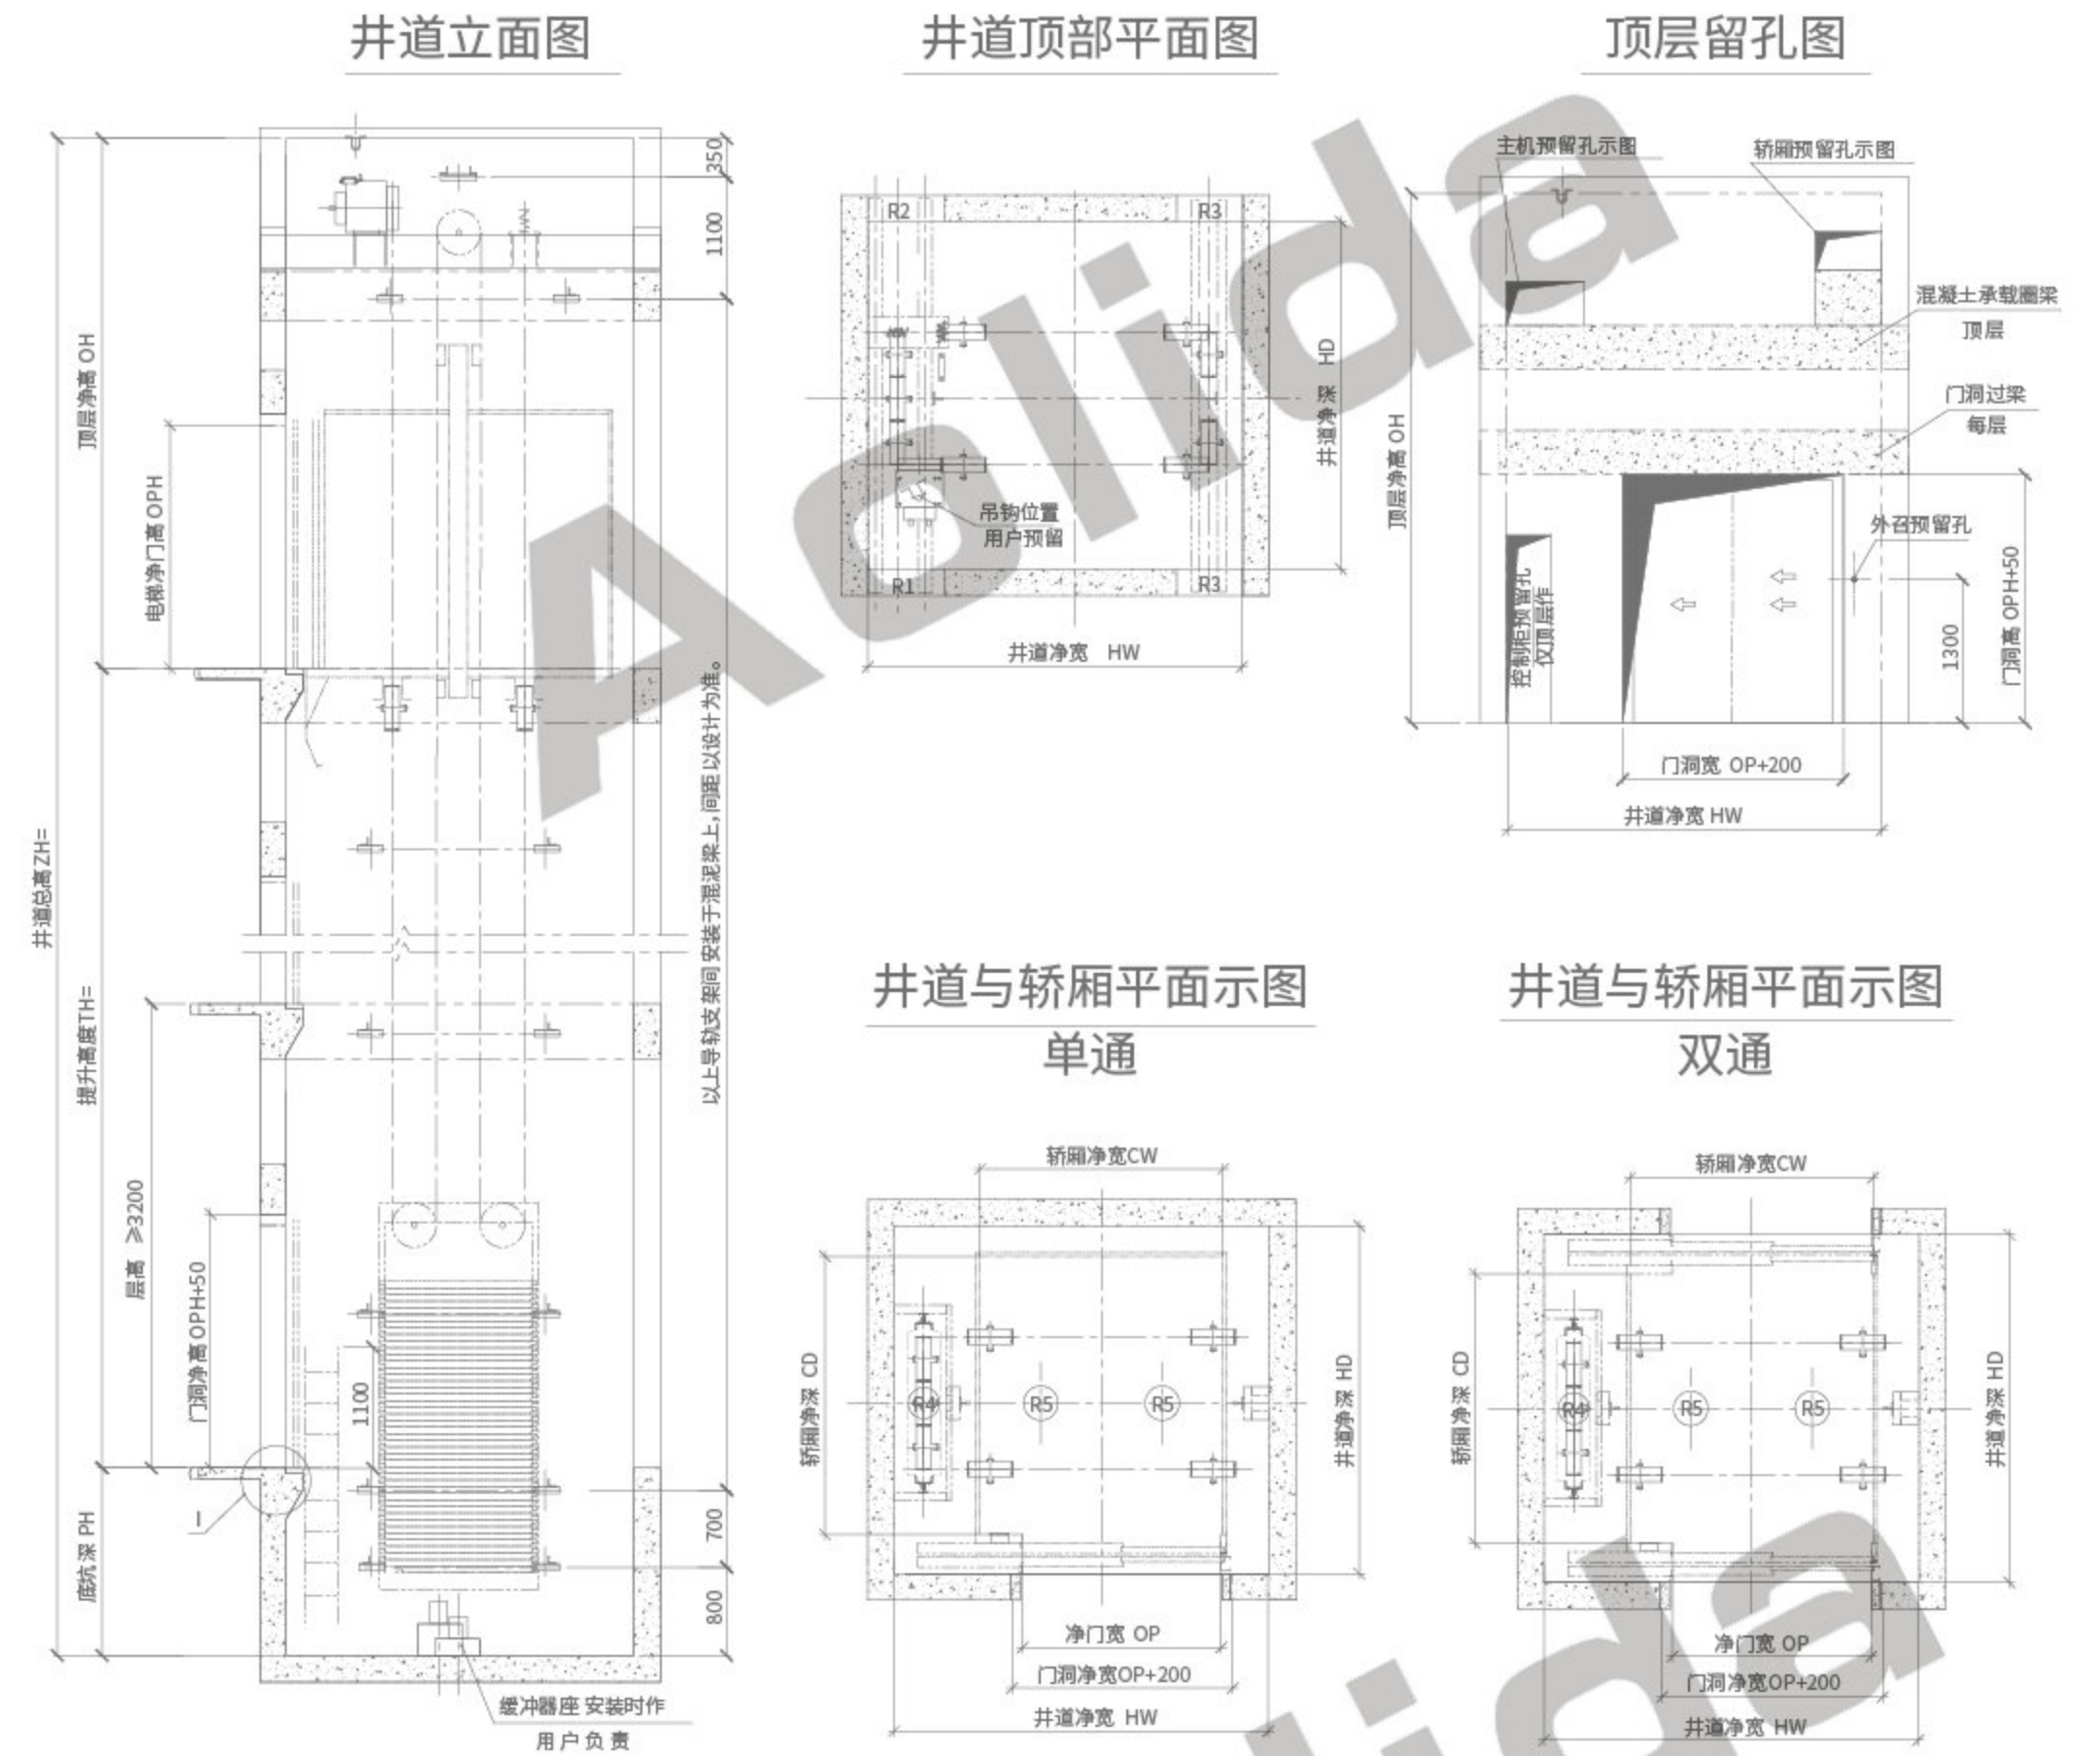 井道立面图
350
1100
顶层净高 OH
电梯净门高 OPH
井道总高 ZH=
提升高度TH=
层高 ≥3200
门洞净高 OPH+50
1100
底坑深 PH
I
700
800
以上导轨支架间安装于混泥梁上,间距以设计为准。
缓冲器座 安装时作
用户负责
井道顶部平面图
R2
R3
井道净深 HD
吊钩位置
用户预留
R1
R3
井道净宽 HW
顶层留孔图
主机预留孔示图
轿厢预留孔示图
混凝土承载圈梁
顶层
门洞过梁
每层
顶层净高 OH
外召预留孔
控制柜预留孔
仅顶层作
1300
门洞高 OPH+50
门洞宽 OP+200
井道净宽 HW
井道与轿厢平面示图
单通
轿厢净宽CW
轿厢净深 CD
R4
R5
R5
井道净深 HD
净门宽 OP
门洞净宽OP+200
井道净宽 HW
井道与轿厢平面示图
双通
轿厢净宽CW
轿厢净深 CD
R4
R5
R5
井道净深 HD
净门宽 OP
门洞净宽OP+200
井道净宽 HW
Aolida
lida